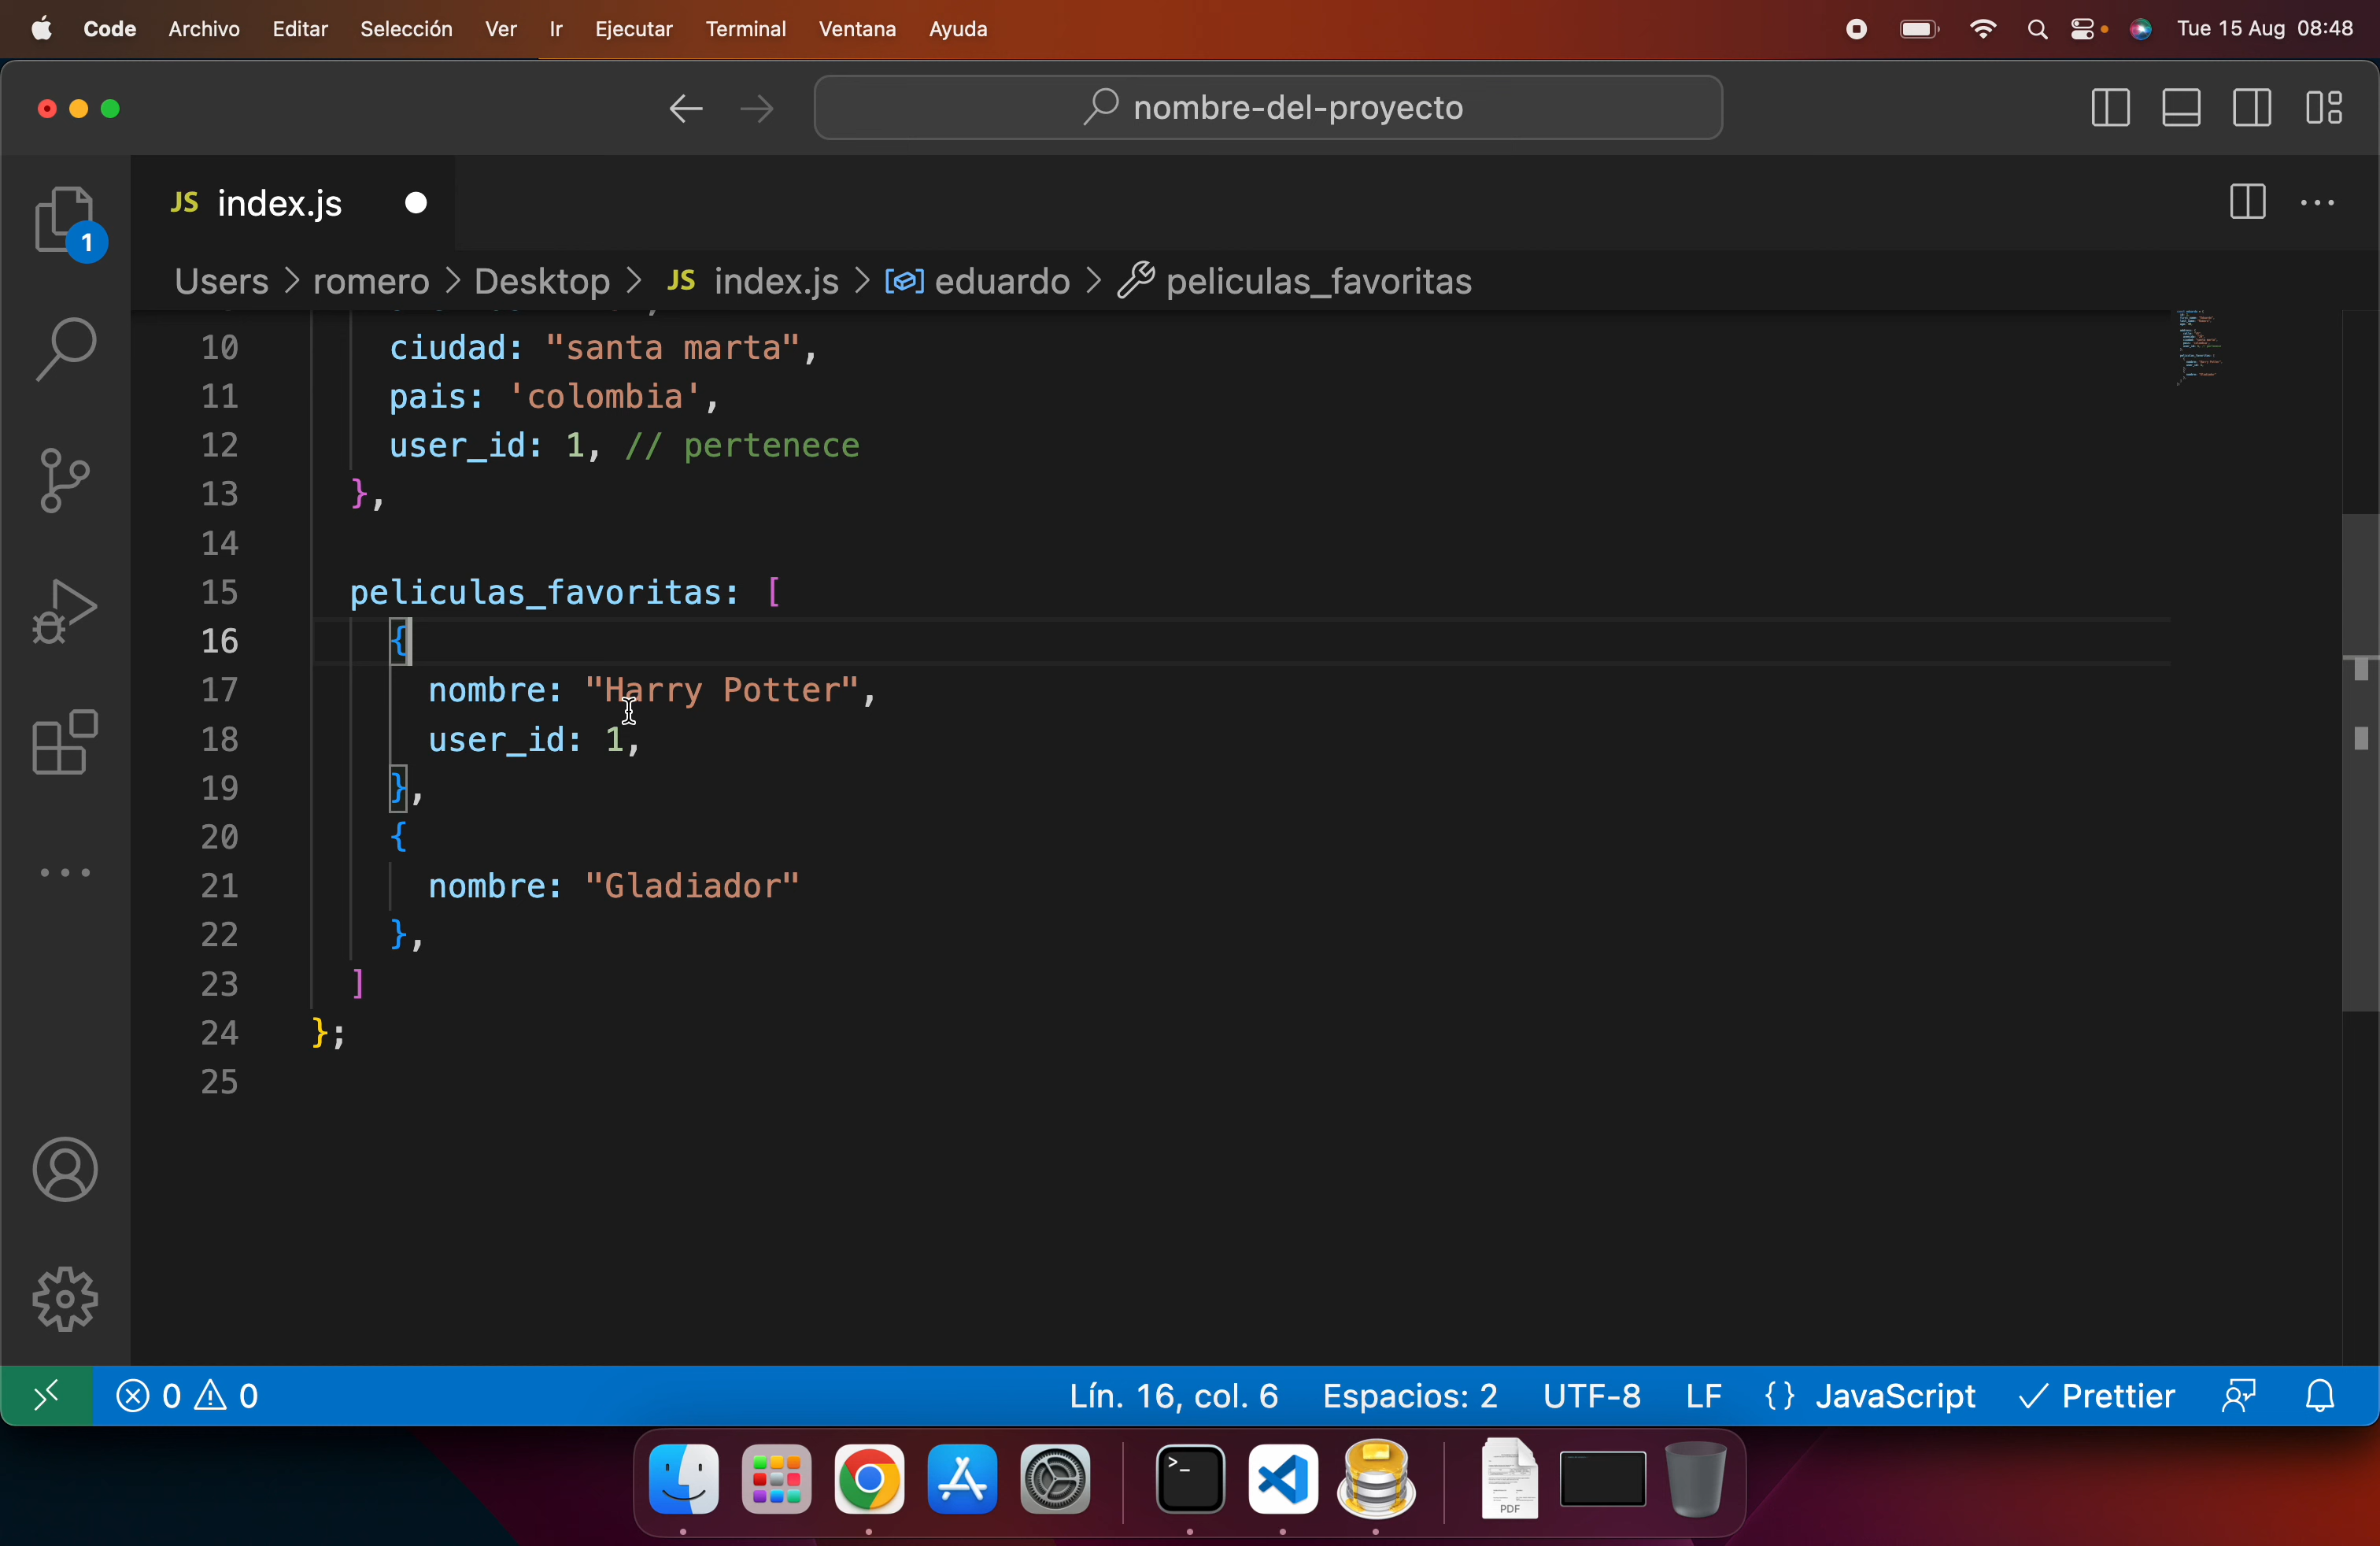 Code Archivo Editar Selección Ver Ir Ejecutar Terminal Ventana Ayuda Tue 15 Aug 08:48
nombre-del-proyecto
JS index.js
1
Users > romero > Desktop > JS index.js > eduardo > peliculas_favoritas
10 ciudad: "santa marta",
11 pais: 'colombia',
12 user_id: 1, // pertenece
13 },
14
15 peliculas_favoritas: [
16 {
17 nombre: "Harry Potter",
18 user_id: 1,
19 },
20 {
21 nombre: "Gladiador"
22 },
23 ]
24 };
25
0 0 Lín. 16, col. 6 Espacios: 2 UTF-8 LF {} JavaScript Prettier
>_
PDF